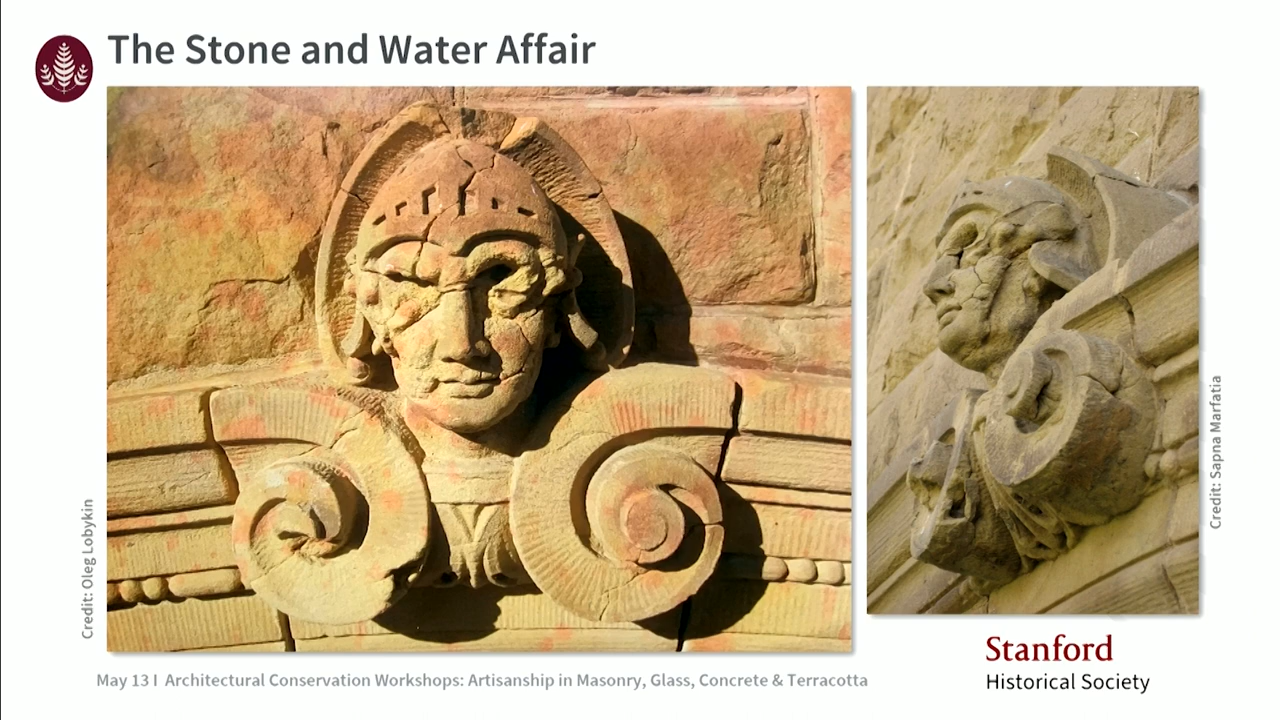 The Stone and Water Affair
Credit: Oleg Lobykin
Credit: Sapna Marfatia
May 13 I Architectural Conservation Workshops: Artisanship in Masonry, Glass, Concrete & Terracotta
Stanford
Historical Society